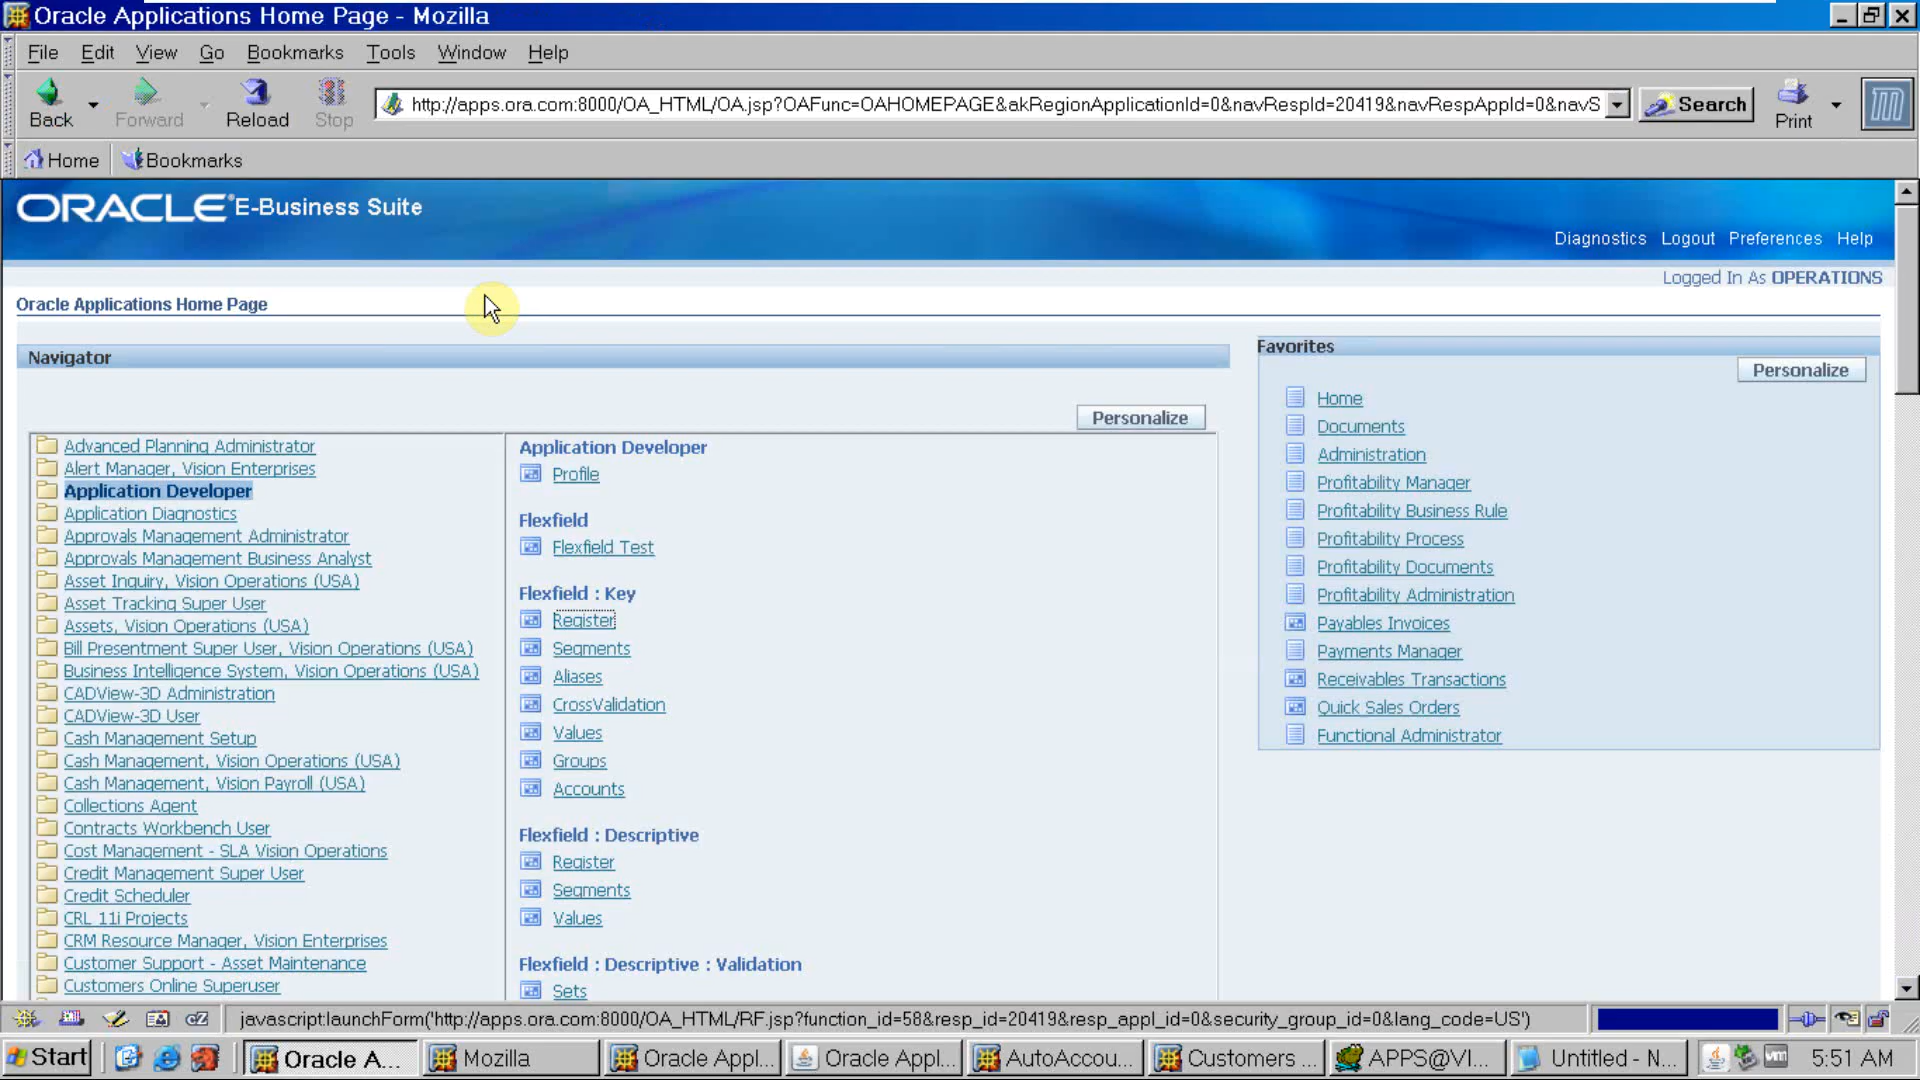 Oracle Applications Home Page - Mozilla
File Edit View Go Bookmarks Tools Window Help
Back Forward Reload Stop http://apps.ora.com:8000/OA_HTML/OA.jsp?OAFunc=OAHOMEPAGE&akRegionApplicationId=0&navRespId=20419&navRespAppId=0&navS Search Print
Home Bookmarks
ORACLE® E-Business Suite
Diagnostics Logout Preferences Help
Logged In As OPERATIONS
Oracle Applications Home Page
Navigator
Personalize
Advanced Planning Administrator
Alert Manager, Vision Enterprises
Application Developer
Application Diagnostics
Approvals Management Administrator
Approvals Management Business Analyst
Asset Inquiry, Vision Operations (USA)
Asset Tracking Super User
Assets, Vision Operations (USA)
Bill Presentment Super User, Vision Operations (USA)
Business Intelligence System, Vision Operations (USA)
CADView-3D Administration
CADView-3D User
Cash Management Setup
Cash Management, Vision Operations (USA)
Cash Management, Vision Payroll (USA)
Collections Agent
Contracts Workbench User
Cost Management - SLA Vision Operations
Credit Management Super User
Credit Scheduler
CRL 11i Projects
CRM Resource Manager, Vision Enterprises
Customer Support - Asset Maintenance
Customers Online Superuser
Application Developer
Profile
Flexfield
Flexfield Test
Flexfield : Key
Register
Segments
Aliases
CrossValidation
Values
Groups
Accounts
Flexfield : Descriptive
Register
Segments
Values
Flexfield : Descriptive : Validation
Sets
Favorites
Personalize
Home
Documents
Administration
Profitability Manager
Profitability Business Rule
Profitability Process
Profitability Documents
Profitability Administration
Payables Invoices
Payments Manager
Receivables Transactions
Quick Sales Orders
Functional Administrator
javascript:launchForm('http://apps.ora.com:8000/OA_HTML/RF.jsp?function_id=58&resp_id=20419&resp_appl_id=0&security_group_id=0&lang_code=US')
Start Oracle A... Mozilla Oracle Appl... Oracle Appl... AutoAccou... Customers ... APPS@VI... Untitled - N... 5:51 AM